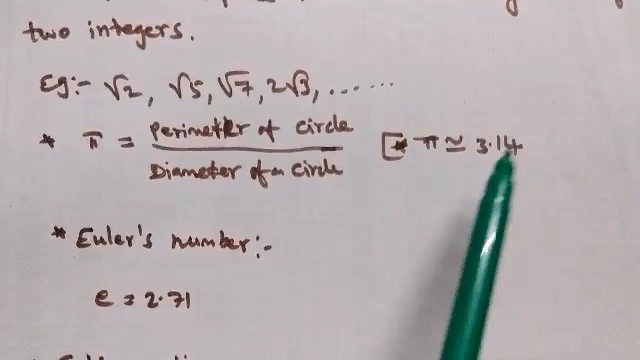 two integers.
Eg:- √2, √5, √7, 2√3, ......
* π = Perimeter of circle / Diameter of a circle [* π ≅ 3.14
* Euler's number:-
e = 2.71